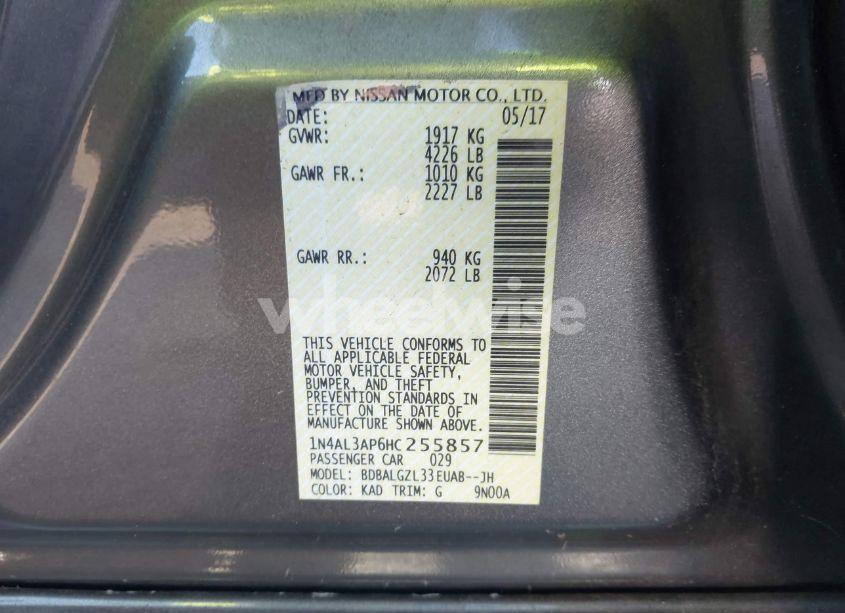 MFD BY NISSAN MOTOR CO., LTD.
DATE: 05/17
GVWR: 1917 KG
4226 LB
GAWR FR.: 1010 KG
2227 LB
GAWR RR.: 940 KG
2072 LB
wheelwise
THIS VEHICLE CONFORMS TO
ALL APPLICABLE FEDERAL
MOTOR VEHICLE SAFETY,
BUMPER, AND THEFT
PREVENTION STANDARDS IN
EFFECT ON THE DATE OF
MANUFACTURE SHOWN ABOVE.
1N4AL3AP6HC255857
PASSENGER CAR 029
MODEL: BDBALGZL33EUAB--JH
COLOR: KAD TRIM: G 9N00A